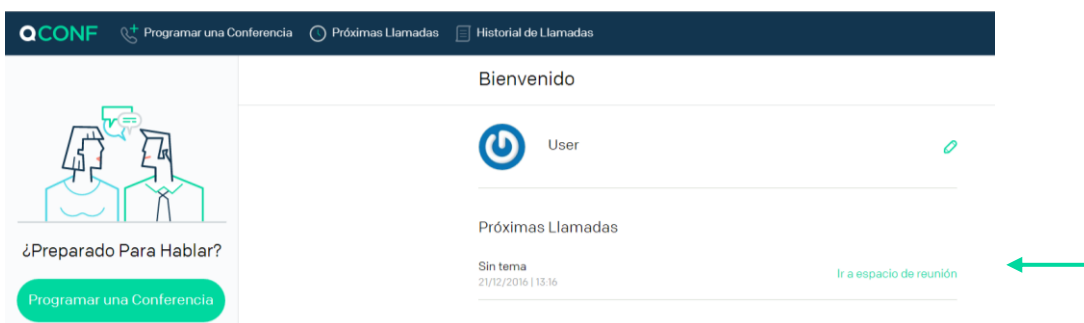 QCONF Programar una Conferencia Próximas Llamadas Historial de Llamadas
Bienvenido
User
¿Preparado Para Hablar?
Programar una Conferencia
Próximas Llamadas
Sin tema
21/12/2016 | 13:16
Ir a espacio de reunión